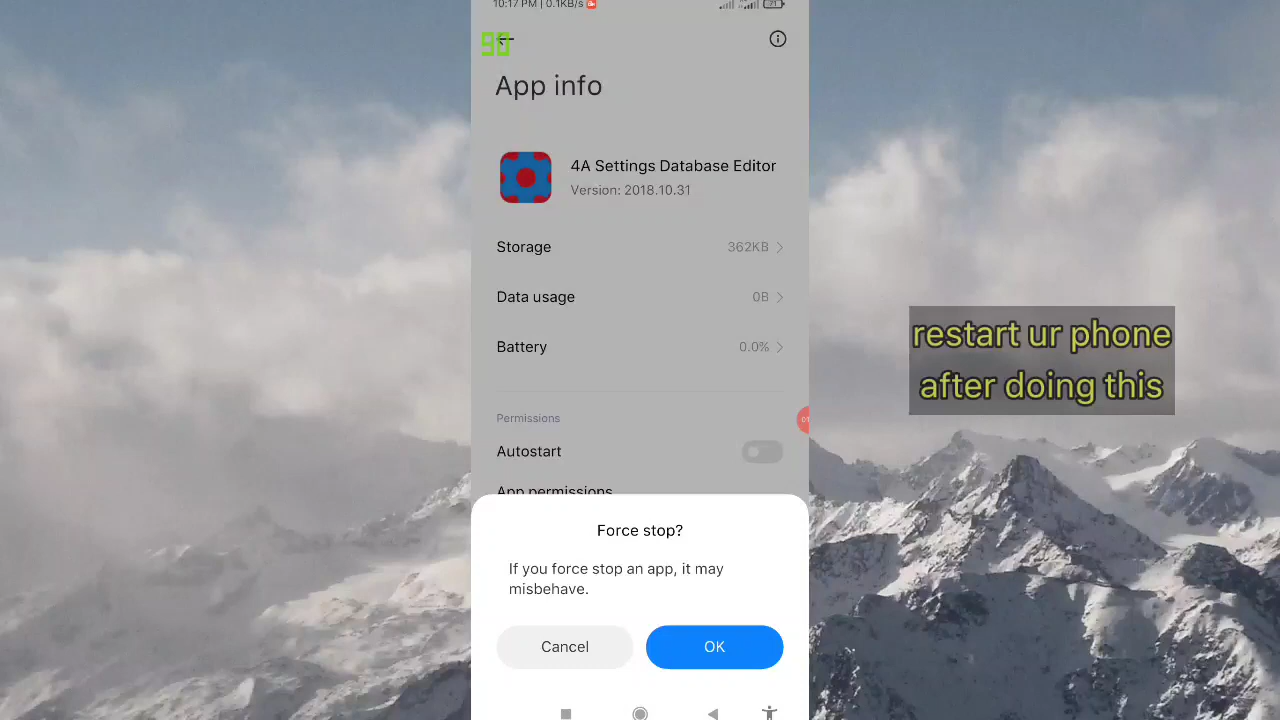 10:17 PM | 0.1KB/s
90
App info
4A Settings Database Editor
Version: 2018.10.31
Storage 362KB
Data usage 0B
Battery 0.0%
Permissions
Autostart
App permissions
Force stop?
If you force stop an app, it may
misbehave.
Cancel OK
restart ur phone
after doing this